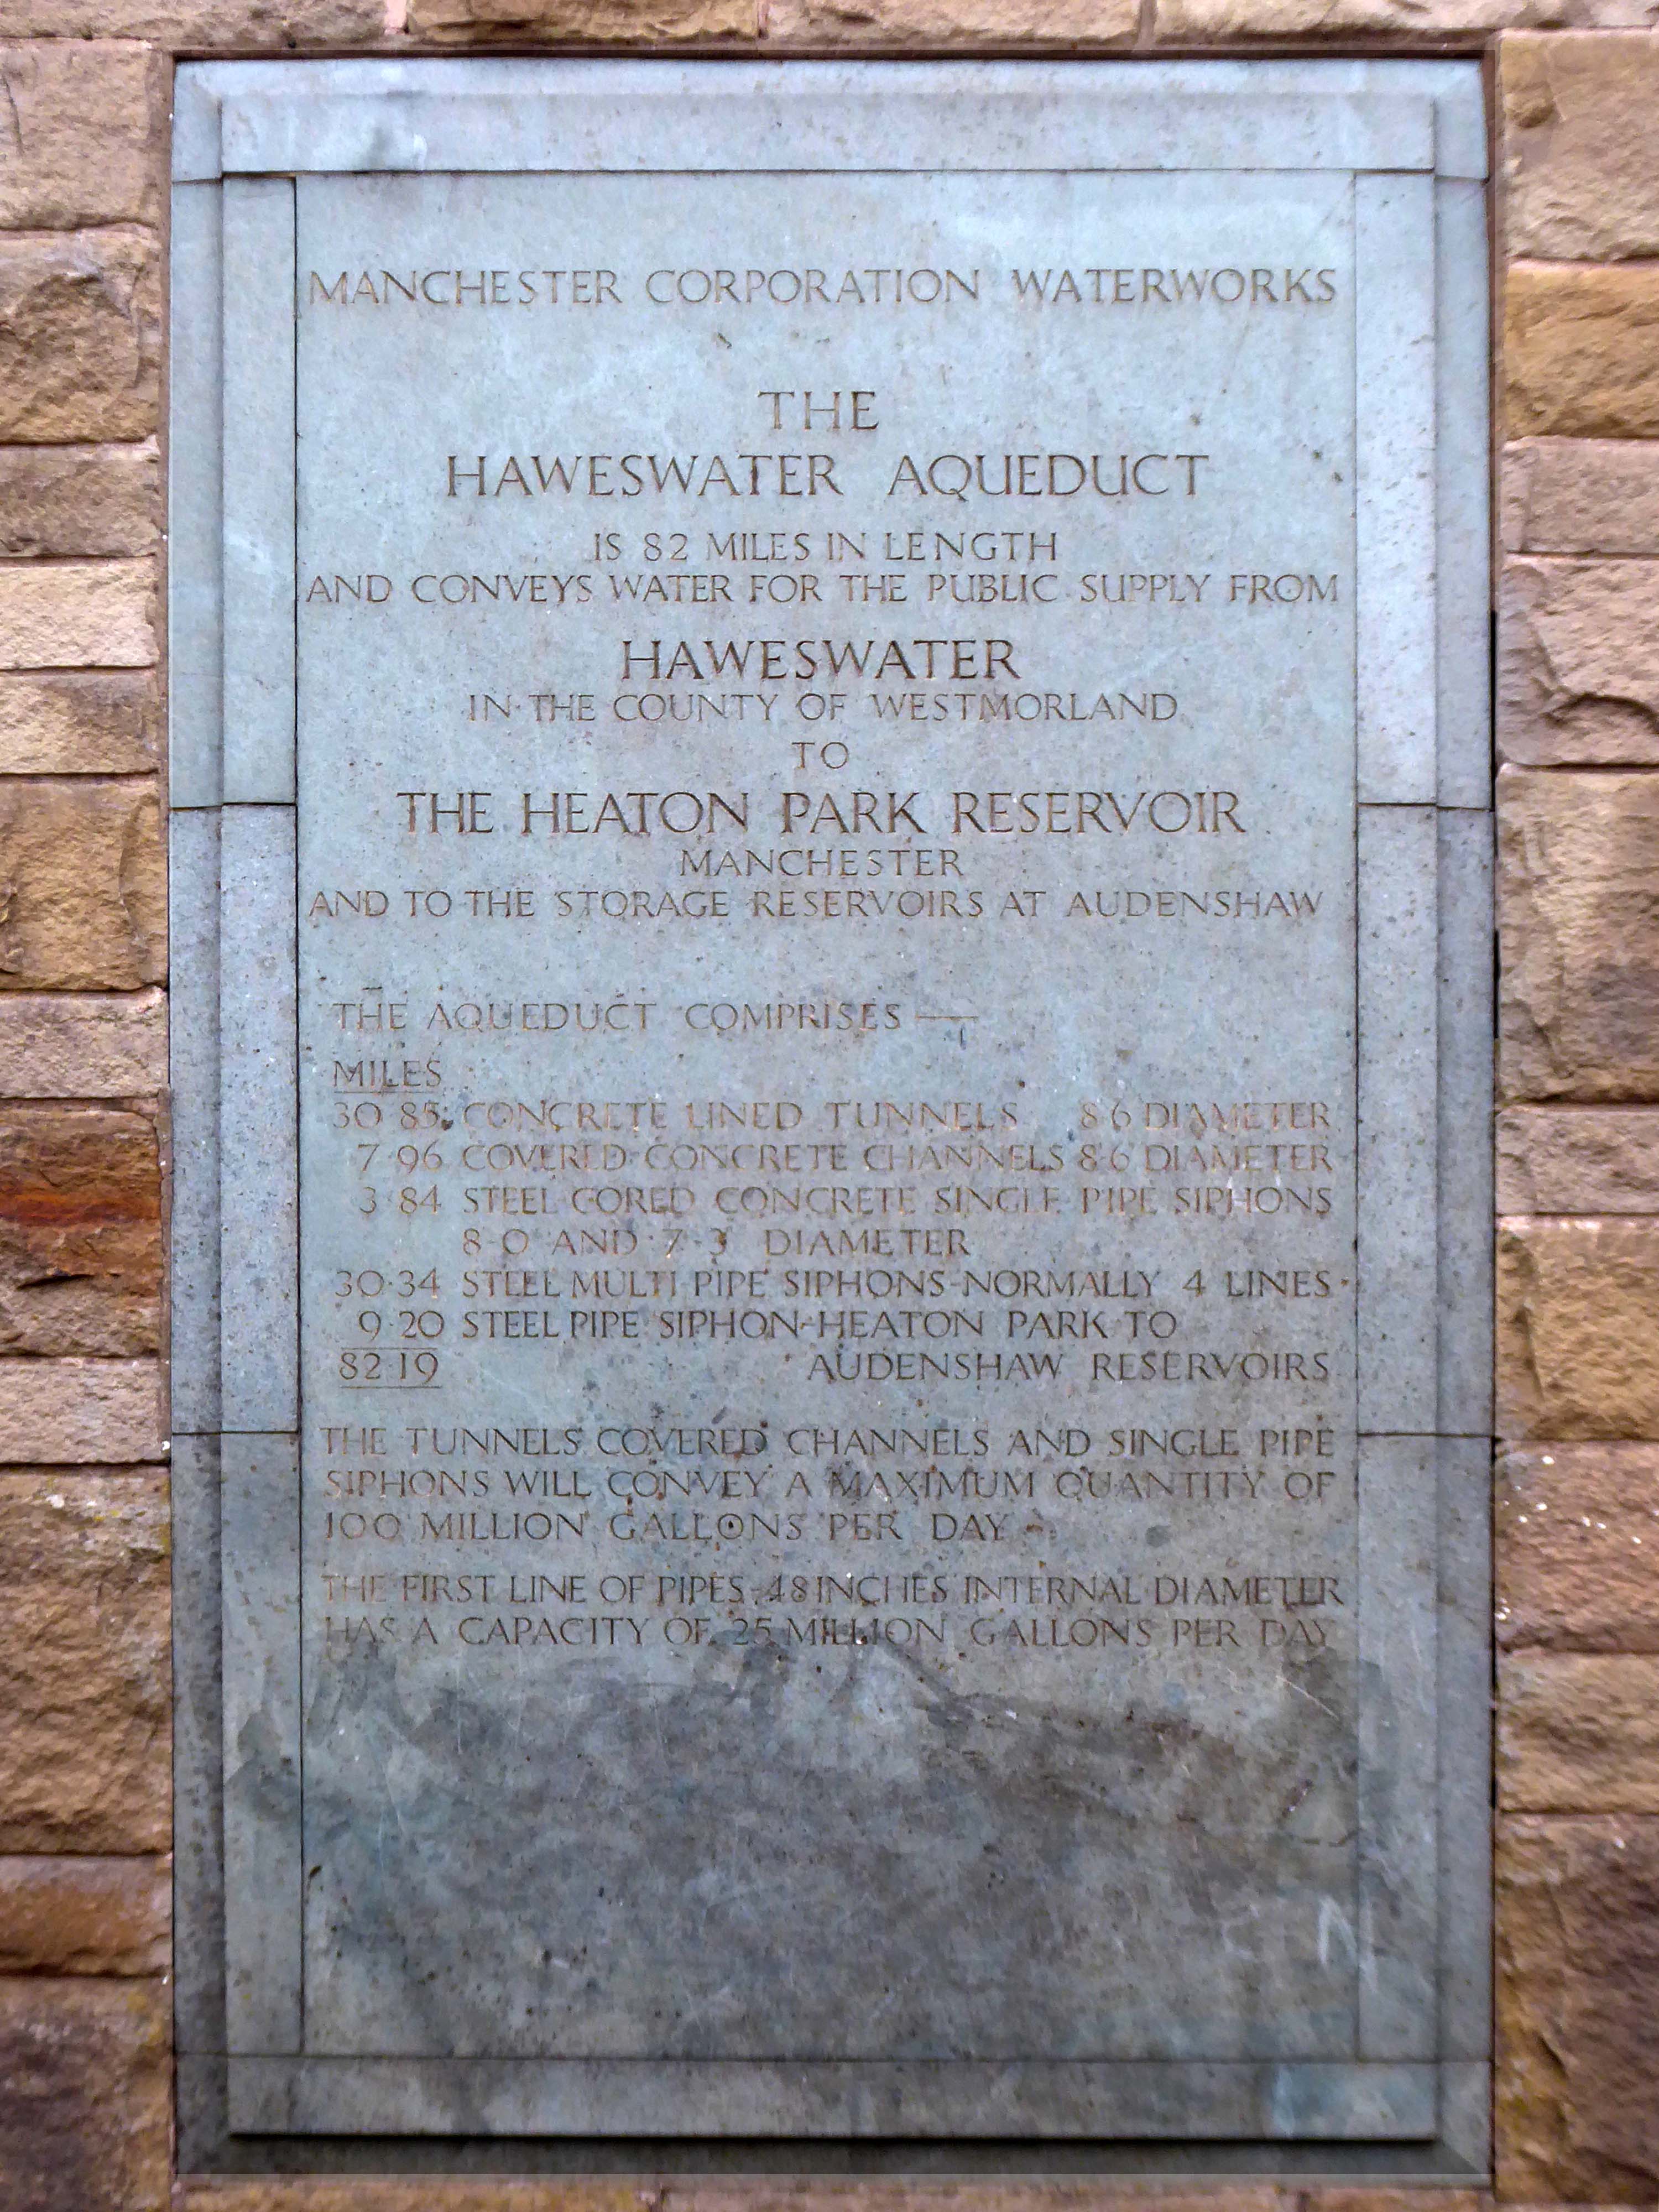 MANCHESTER CORPORATION WATERWORKS
THE
HAWESWATER AQUEDUCT
IS 82 MILES IN LENGTH
AND CONVEYS WATER FOR THE PUBLIC SUPPLY FROM
HAWESWATER
IN THE COUNTY OF WESTMORLAND
TO
THE HEATON PARK RESERVOIR
MANCHESTER
AND TO THE STORAGE RESERVOIRS AT AUDENSHAW
THE AQUEDUCT COMPRISES —
MILES
30·85 CONCRETE LINED TUNNELS 8'6 DIAMETER
7·96 COVERED CONCRETE CHANNELS 8'6 DIAMETER
3·84 STEEL CORED CONCRETE SINGLE PIPE SIPHONS
8-0 AND 7-3 DIAMETER
30·34 STEEL MULTI PIPE SIPHONS-NORMALLY 4 LINES
9·20 STEEL PIPE SIPHON-HEATON PARK TO
82·19 AUDENSHAW RESERVOIRS
THE TUNNELS COVERED CHANNELS AND SINGLE PIPE
SIPHONS WILL CONVEY A MAXIMUM QUANTITY OF
100 MILLION GALLONS PER DAY
THE FIRST LINE OF PIPES-48 INCHES INTERNAL DIAMETER
HAS A CAPACITY OF 25 MILLION GALLONS PER DAY